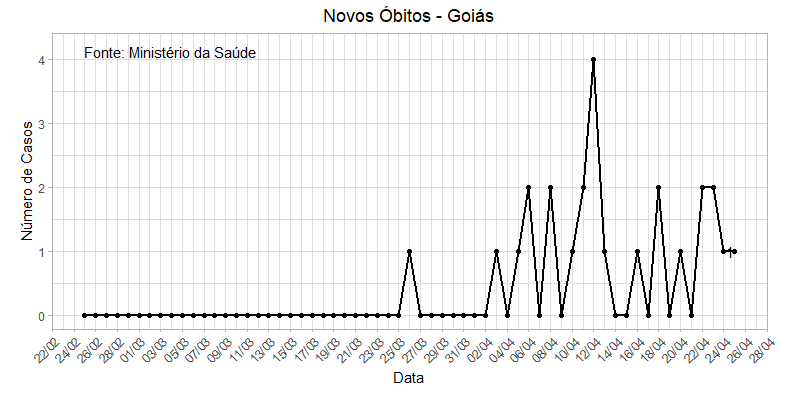 Novos Óbitos - Goiás
Fonte: Ministério da Saúde
Número de Casos
4
3
2
1
0
1
22/02 24/02 26/02 28/02 01/03 03/03 05/03 07/03 09/03 11/03 13/03 15/03 17/03 19/03 21/03 23/03 25/03 27/03 29/03 31/03 02/04 04/04 06/04 08/04 10/04 12/04 14/04 16/04 18/04 20/04 22/04 24/04 26/04 28/04
Data